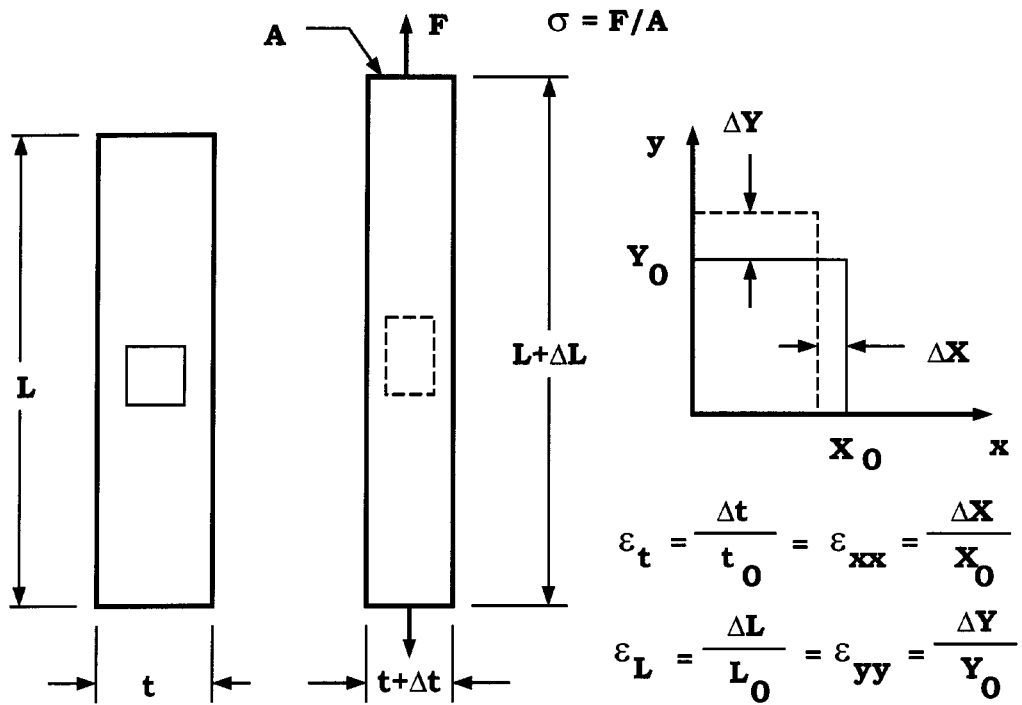 A
F
σ = F/A
L
L+ΔL
t
t+Δt
y
ΔY
Y0
ΔX
X0
x
εt = Δt/t0 = εxx = ΔX/X0
εL = ΔL/L0 = εyy = ΔY/Y0